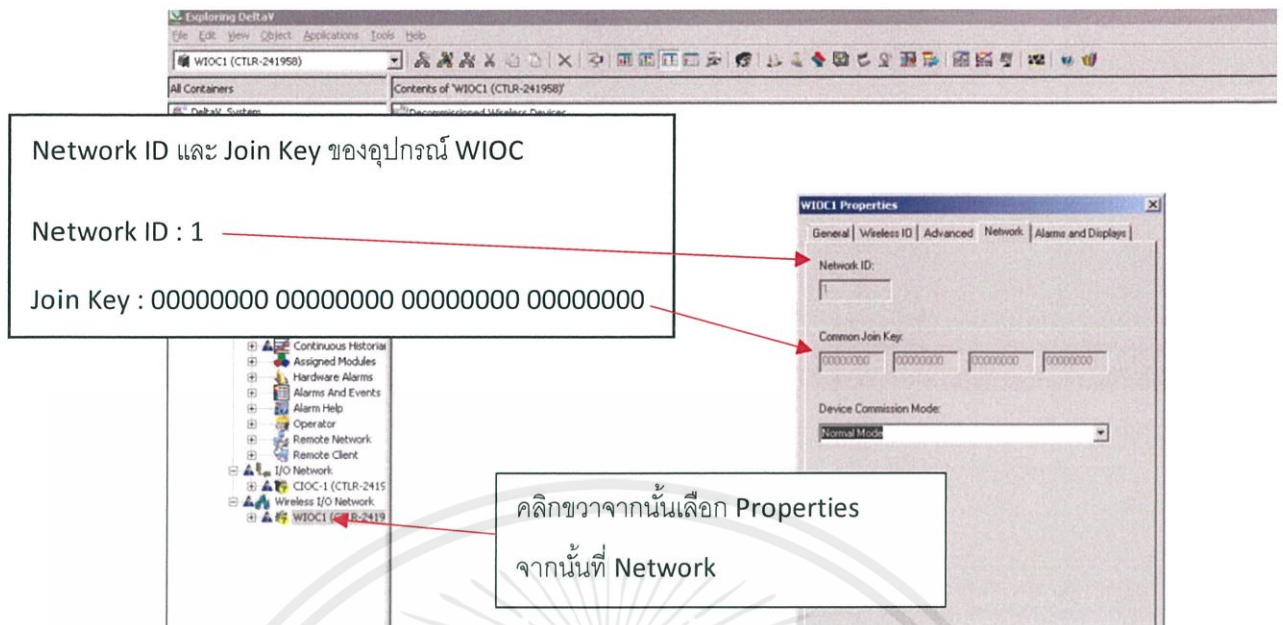 Exploring DeltaV
File Edit View Object Applications Tools Help
WIOC1 (CTLR-241958)
All Containers
Contents of 'WIOC1 (CTLR-241958)'
DeltaV_System
Decommissioned Wireless Devices
Network ID และ Join Key ของอุปกรณ์ WIOC
Network ID : 1
Join Key : 00000000 00000000 00000000 00000000
WIOC1 Properties
General
Wireless IO
Advanced
Network
Alarms and Displays
Network ID:
1
Common Join Key:
00000000 00000000 00000000 00000000
Device Commission Mode:
Normal Mode
Continuous Historian
Assigned Modules
Hardware Alarms
Alarms And Events
Alarm Help
Operator
Remote Network
Remote Client
I/O Network
CIOC-1 (CTLR-2415
Wireless I/O Network
WIOC1 (CTLR-2419
คลิกขวาจากนั้นเลือก Properties
จากนั้นที่ Network